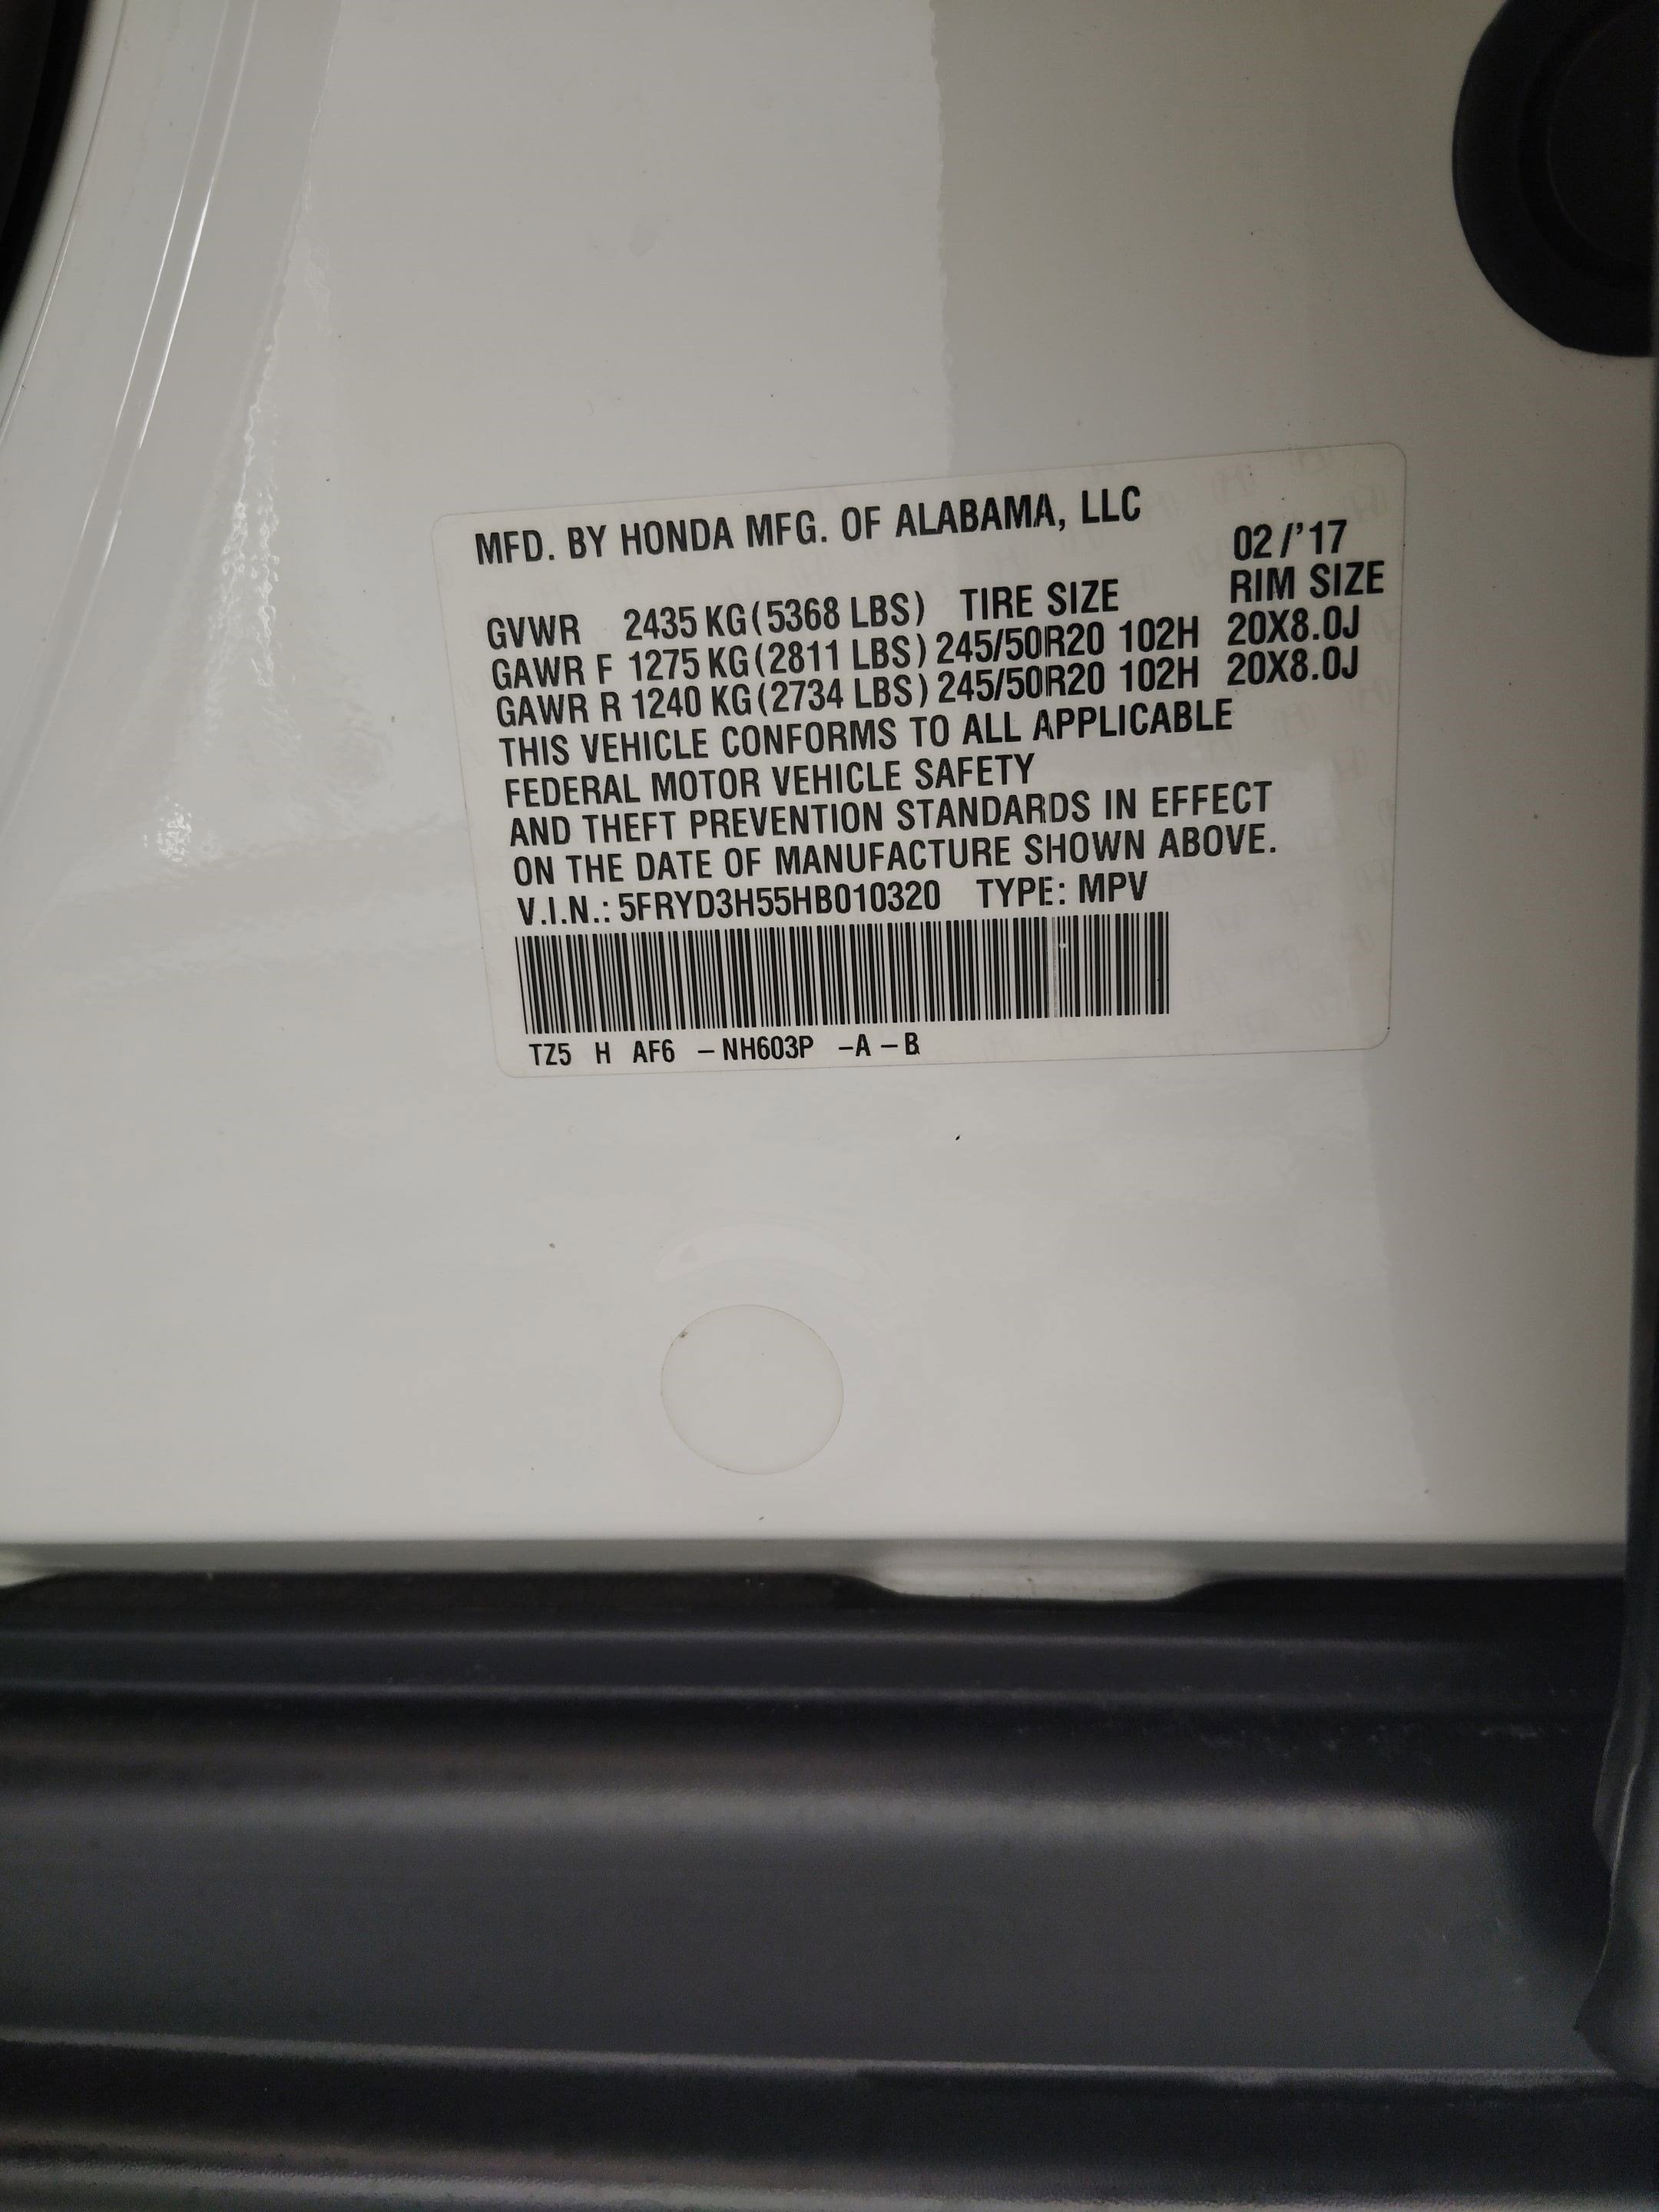 MFD. BY HONDA MFG. OF ALABAMA, LLC
02/'17
GVWR 2435 KG(5368 LBS) TIRE SIZE RIM SIZE
GAWR F 1275 KG(2811 LBS) 245/50R20 102H 20X8.0J
GAWR R 1240 KG(2734 LBS) 245/50R20 102H 20X8.0J
THIS VEHICLE CONFORMS TO ALL APPLICABLE
FEDERAL MOTOR VEHICLE SAFETY
AND THEFT PREVENTION STANDARDS IN EFFECT
ON THE DATE OF MANUFACTURE SHOWN ABOVE.
V.I.N.: 5FRYD3H55HB010320 TYPE: MPV
TZ5 H AF6 -NH603P -A -B